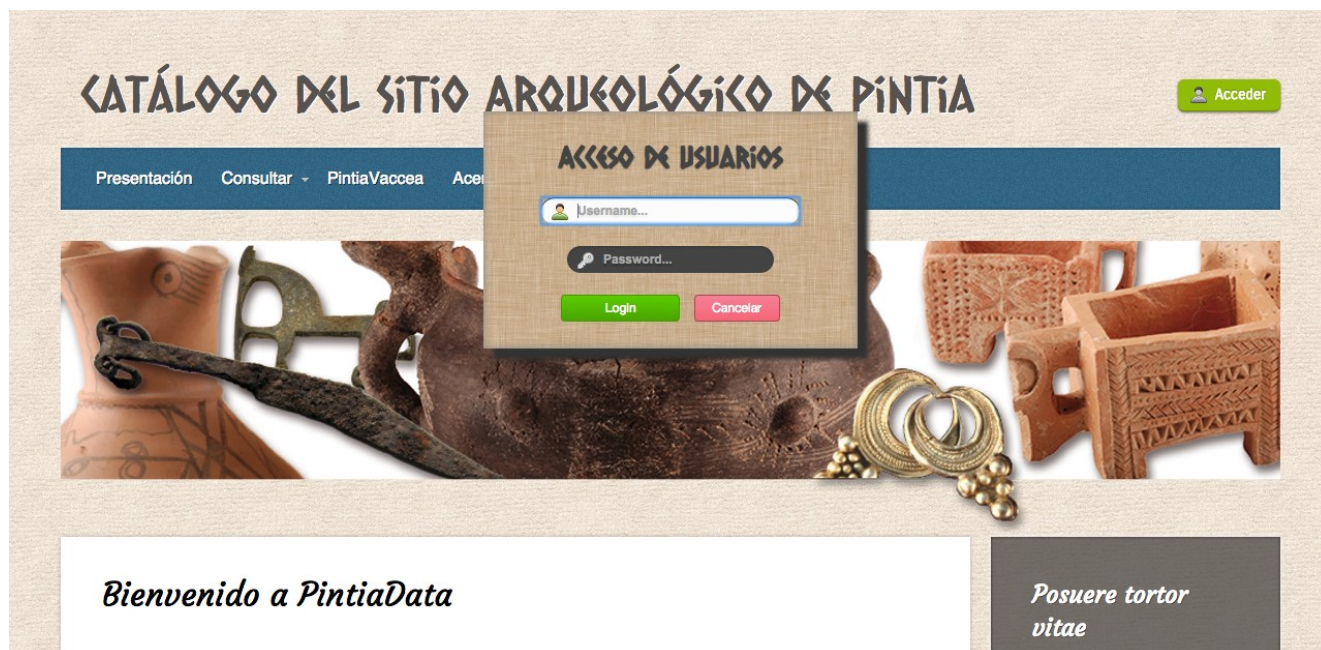 CATÁLOGO DEL SiTiO ARQUEOLÓGiCO DE PiNTiA
Acceder
Presentación Consultar PintiaVaccea
ACCESO DE USUARiOS
Username...
Password...
Login Cancelar
Bienvenido a PintiaData
Posuere tortor
vitae